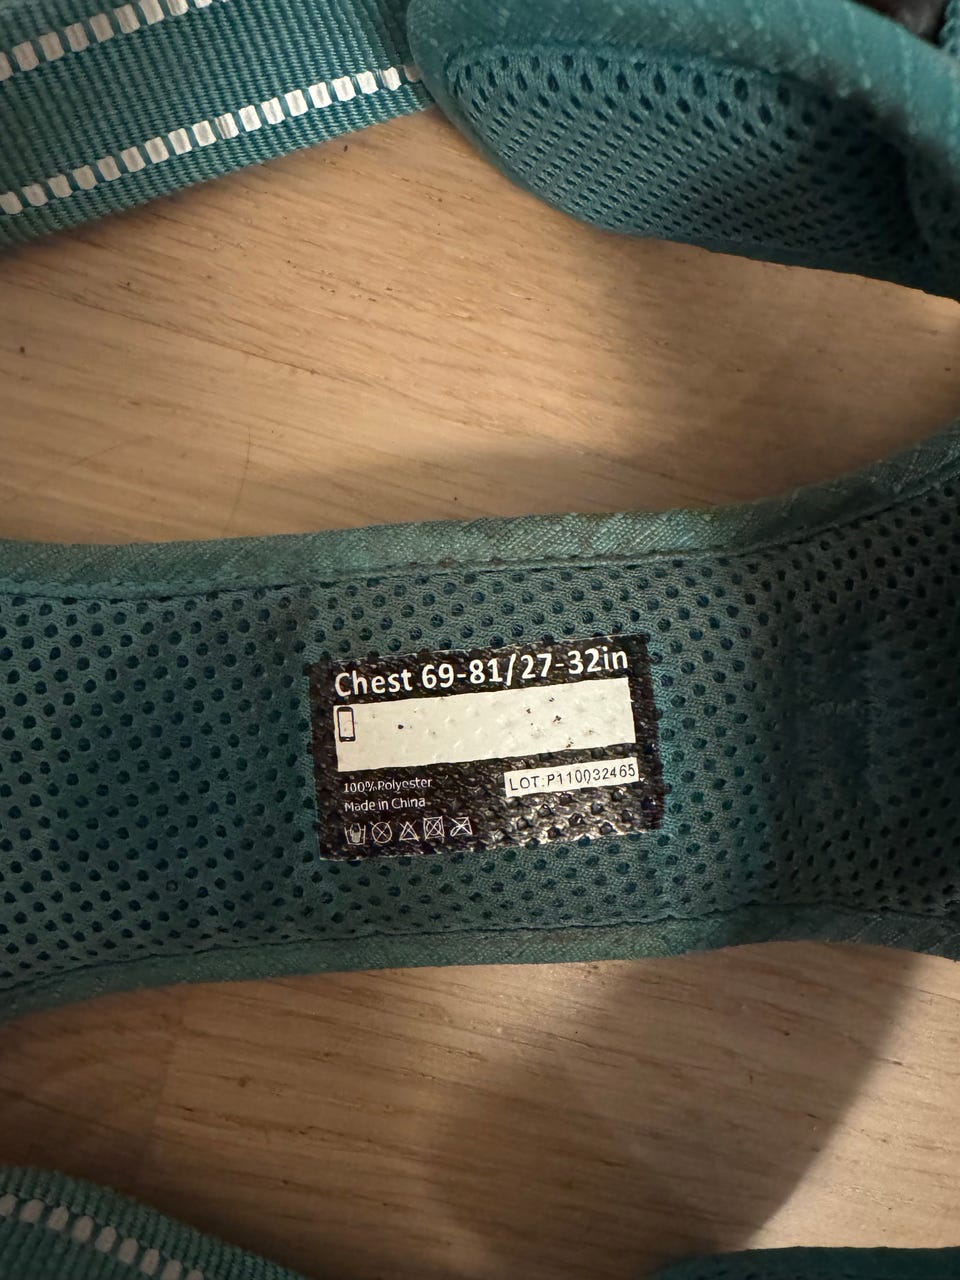 Chest 69-81/27-32in
100%Polyester
Made in China
LOT:P110032465